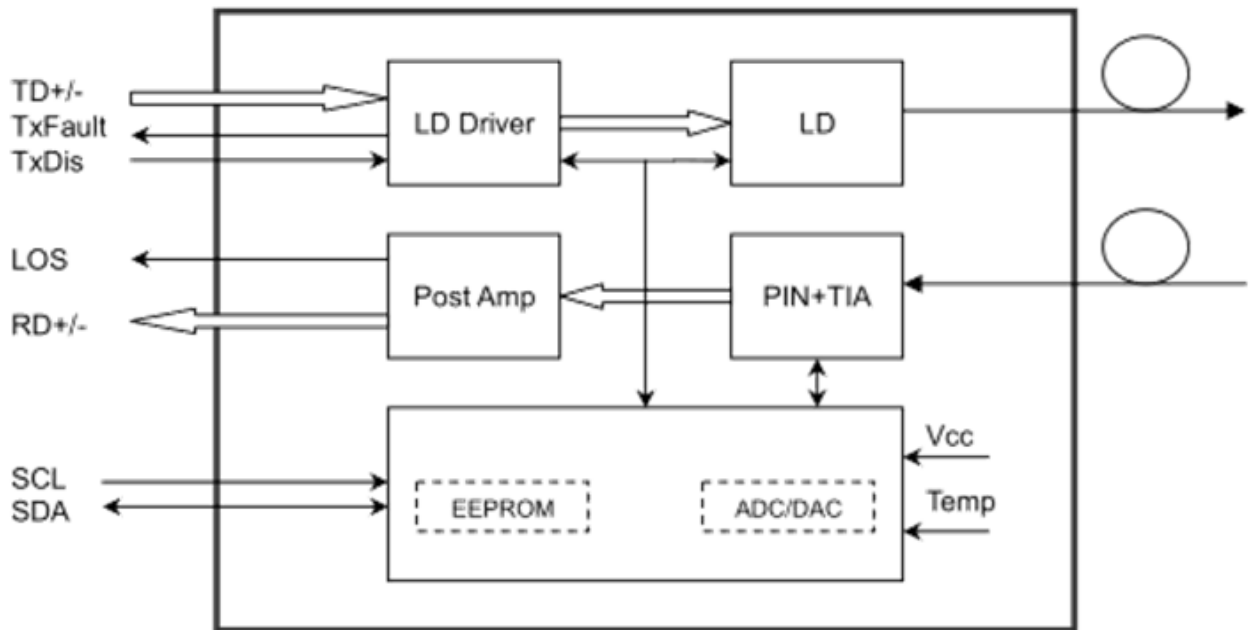 TD+/-
TxFault
TxDis
LD Driver
LD
LOS
RD+/-
Post Amp
PIN+TIA
SCL
SDA
EEPROM
ADC/DAC
Vcc
Temp